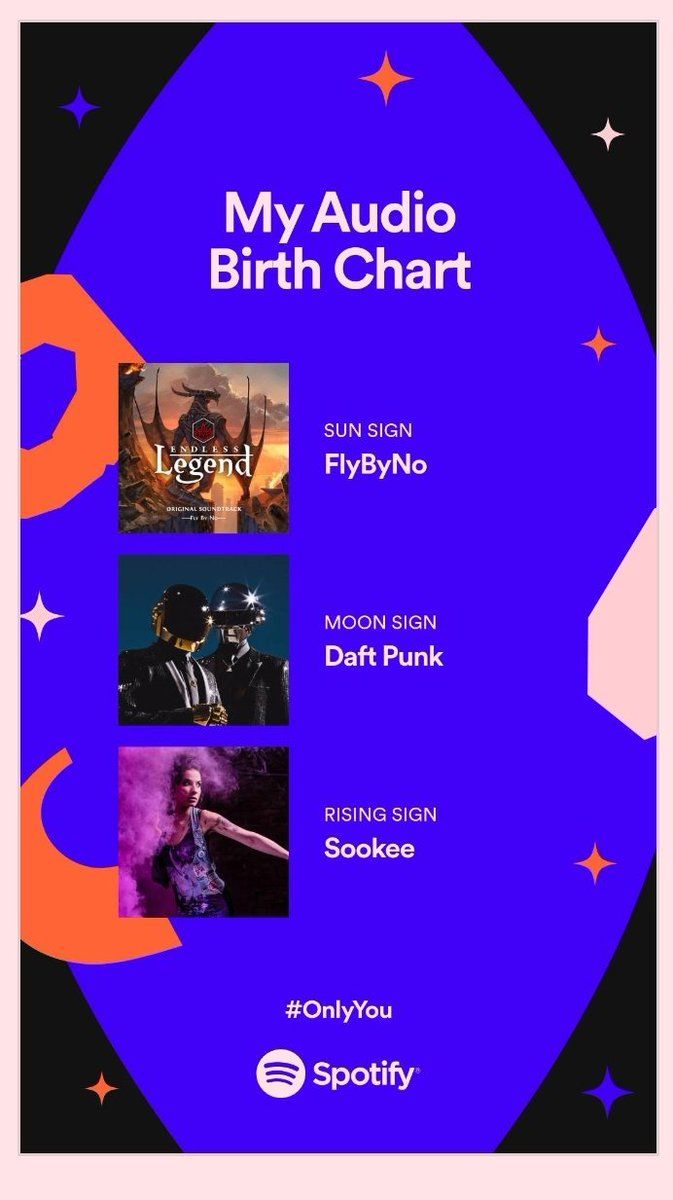 My Audio
Birth Chart
ENDLESS
Legend
ORIGINAL SOUNDTRACK
FLY BY NO
SUN SIGN
FlyByNo
MOON SIGN
Daft Punk
RISING SIGN
Sookee
#OnlyYou
Spotify®